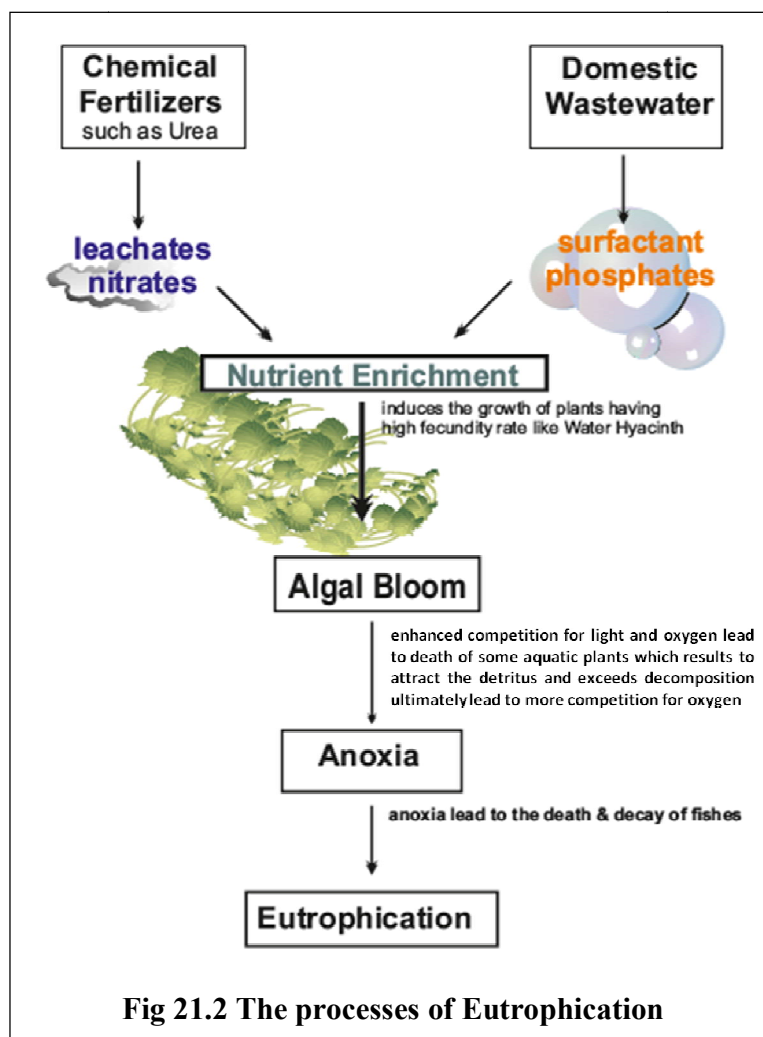 Chemical
Fertilizers
such as Urea
Domestic
Wastewater
leachates
nitrates
surfactant
phosphates
Nutrient Enrichment
induces the growth of plants having
high fecundity rate like Water Hyacinth
Algal Bloom
enhanced competition for light and oxygen lead
to death of some aquatic plants which results to
attract the detritus and exceeds decomposition
ultimately lead to more competition for oxygen
Anoxia
anoxia lead to the death & decay of fishes
Eutrophication
Fig 21.2 The processes of Eutrophication